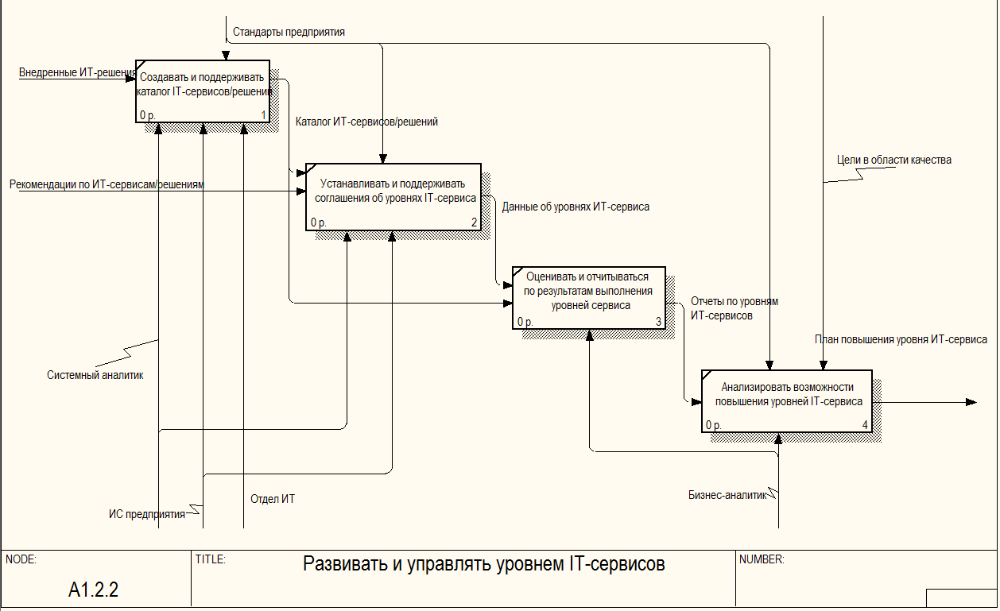 Стандарты предприятия
Внедренные ИТ-решения
Создавать и поддерживать
каталог IT-сервисов/решений
0 р. 1
Каталог ИТ-сервисов/решений
Цели в области качества
Рекомендации по ИТ-сервисам/решениям
Устанавливать и поддерживать
соглашения об уровнях IT-сервиса
0 р. 2
Данные об уровнях ИТ-сервиса
Оценивать и отчитываться
по результатам выполнения
уровней сервиса
0 р. 3
Отчеты по уровням
ИТ-сервисов
План повышения уровня ИТ-сервиса
Системный аналитик
Анализировать возможности
повышения уровней IT-сервиса
0 р. 4
Бизнес-аналитик
Отдел ИТ
ИС предприятия
NODE:
A1.2.2
TITLE:
Развивать и управлять уровнем IT-сервисов
NUMBER: